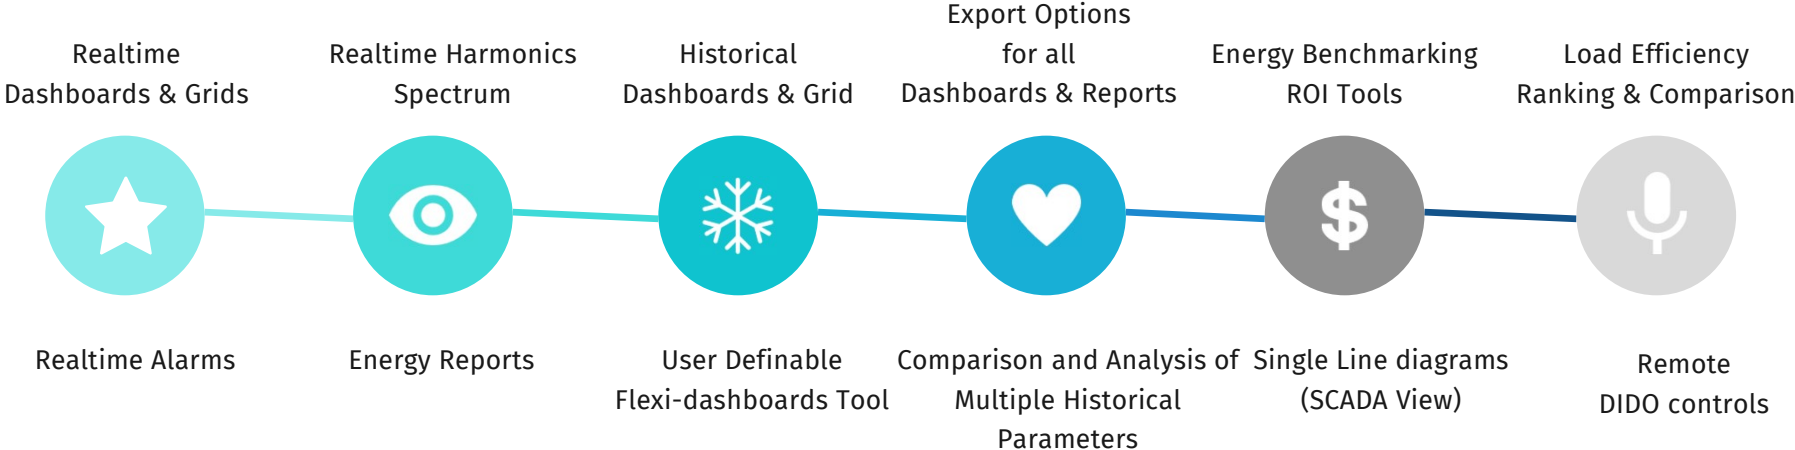 Realtime
Dashboards & Grids
Realtime Harmonics
Spectrum
Historical
Dashboards & Grid
Export Options
for all
Dashboards & Reports
Energy Benchmarking
ROI Tools
Load Efficiency
Ranking & Comparison
$
Realtime Alarms
Energy Reports
User Definable
Flexi-dashboards Tool
Comparison and Analysis of
Multiple Historical
Parameters
Single Line diagrams
(SCADA View)
Remote
DIDO controls